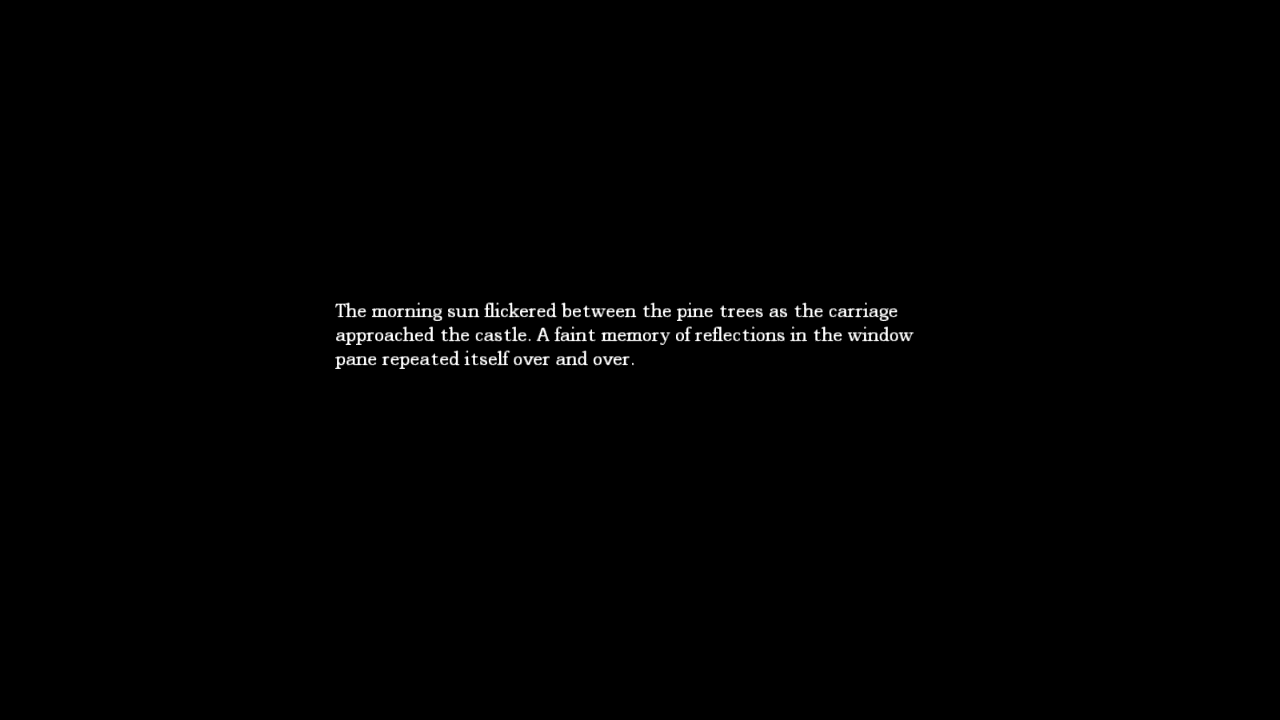 The morning sun flickered between the pine trees as the carriage
approached the castle. A faint memory of reflections in the window
pane repeated itself over and over.